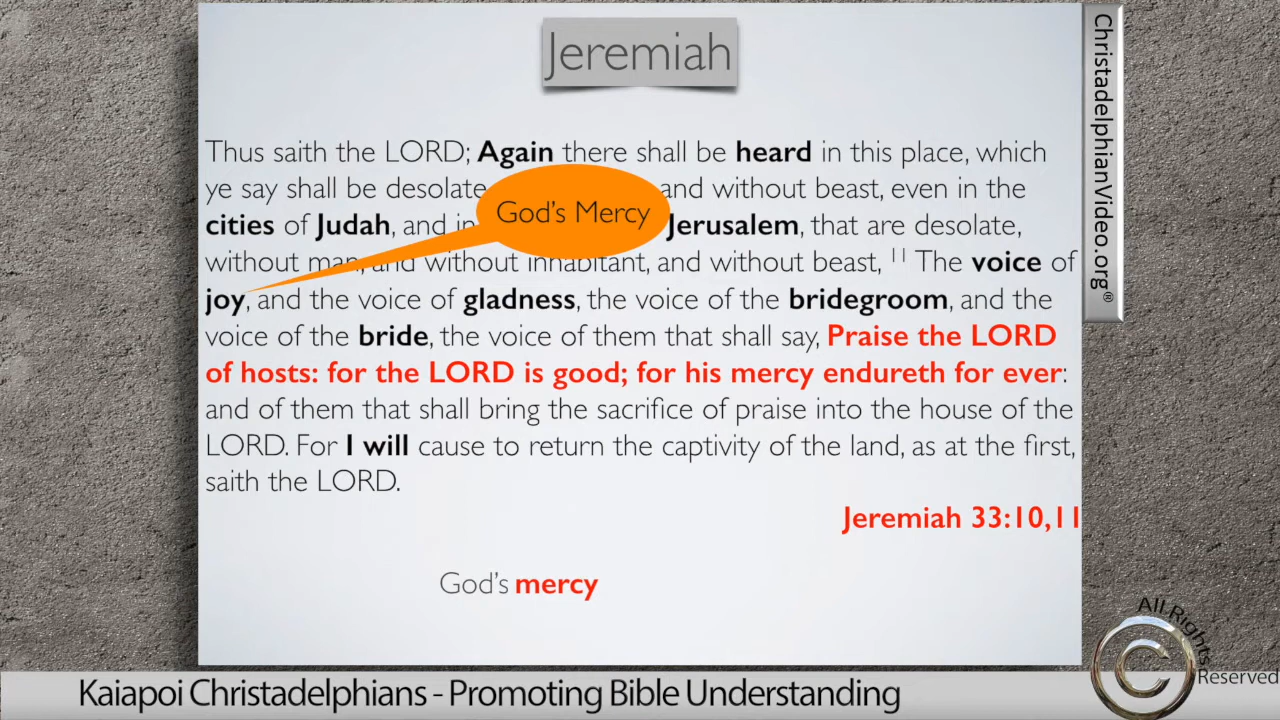 Jeremiah
Thus saith the LORD; Again there shall be heard in this place, which
ye say shall be desolate and without beast, even in the
God's Mercy
cities of Judah, and in Jerusalem, that are desolate,
without man, and without inhabitant, and without beast, 11 The voice of
joy, and the voice of gladness, the voice of the bridegroom, and the
voice of the bride, the voice of them that shall say, Praise the LORD
of hosts: for the LORD is good; for his mercy endureth for ever:
and of them that shall bring the sacrifice of praise into the house of the
LORD. For I will cause to return the captivity of the land, as at the first,
saith the LORD.
Jeremiah 33:10,11
God's mercy
ChristadelphianVideo.org®
All Rights
Reserved
C
Kaiapoi Christadelphians - Promoting Bible Understanding